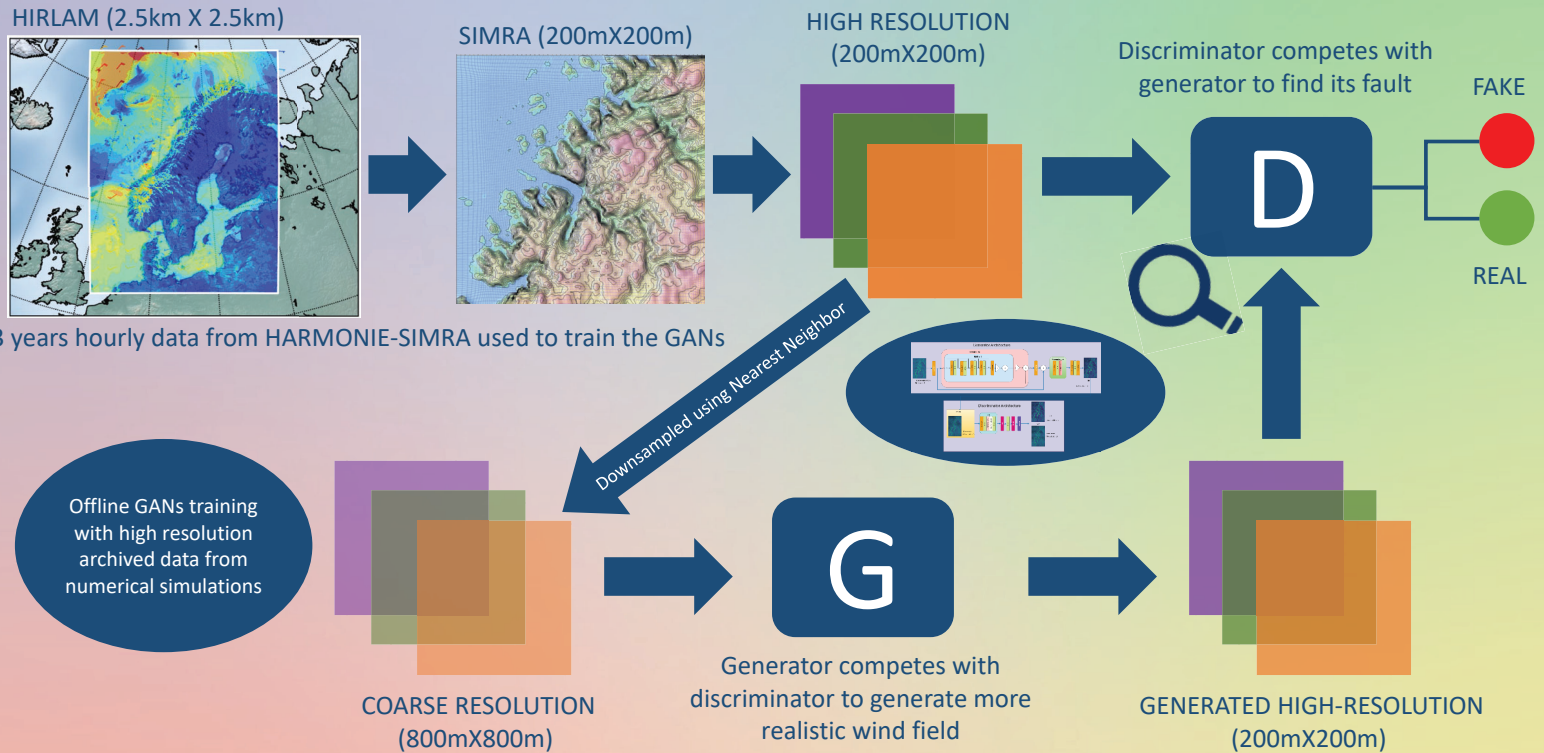 HIRLAM (2.5km X 2.5km)
SIMRA (200mX200m)
HIGH RESOLUTION
(200mX200m)
Discriminator competes with
generator to find its fault
FAKE
D
REAL
3 years hourly data from HARMONIE-SIMRA used to train the GANs
Downsampled using Nearest Neighbor
Offline GANs training
with high resolution
archived data from
numerical simulations
G
COARSE RESOLUTION
(800mX800m)
Generator competes with
discriminator to generate more
realistic wind field
GENERATED HIGH-RESOLUTION
(200mX200m)